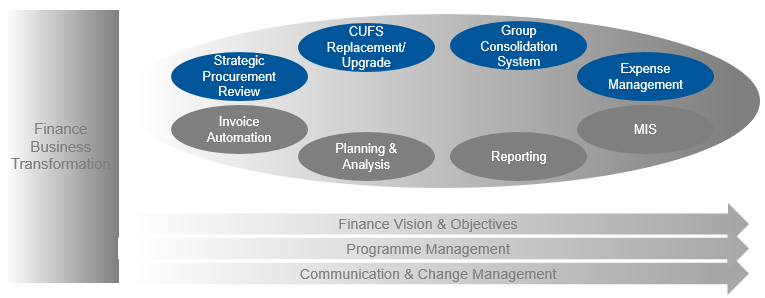 Finance
Business
Transformation
Strategic
Procurement
Review
CUFS
Replacement/
Upgrade
Group
Consolidation
System
Expense
Management
Invoice
Automation
Planning &
Analysis
Reporting
MIS
Finance Vision & Objectives
Programme Management
Communication & Change Management